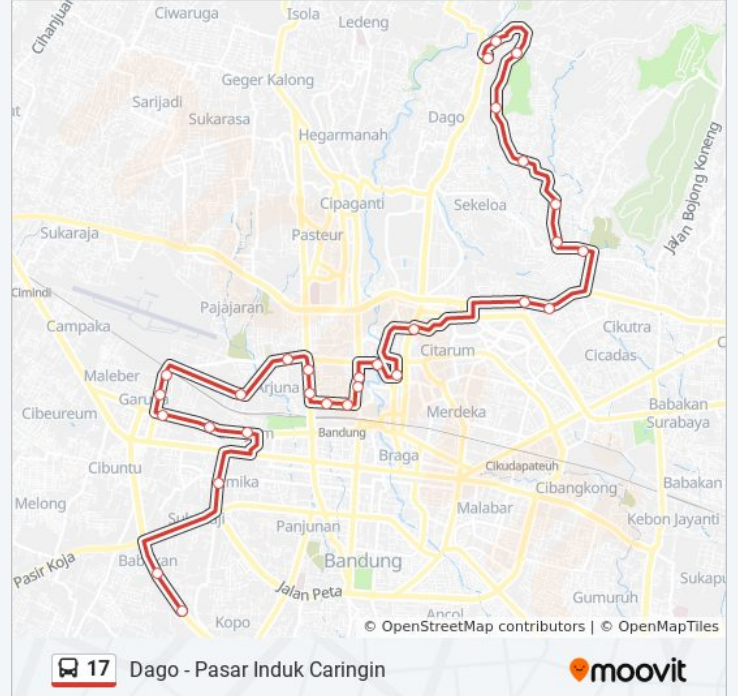 Ciwaruga
Isola
Ledeng
Cihanjuan
Geger Kalong
Sarijadi
Sukarasa
Dago
Hegarmanah
Jalan Bojong Koneng
Cipaganti
Sekeloa
Sukaraja
Pasteur
Cimindi
Pajajaran
Campaka
Cikutra
Citarum
Cicadas
Maleber
Arjuna
Garu
Cibeureum
Merdeka
Babakan
Surabaya
Bandung
Braga
Cikudapateuh
Cibuntu
Cibangkong
Babakan
Melong
Malabar
Kebon Jayanti
Panjunan
Pasir Koja
Bandung
Jalan Peta
Sukapu
Gumuruh
Ancol
Kopo
© OpenStreetMap contributors | © OpenMapTiles
17 Dago - Pasar Induk Caringin
moovit